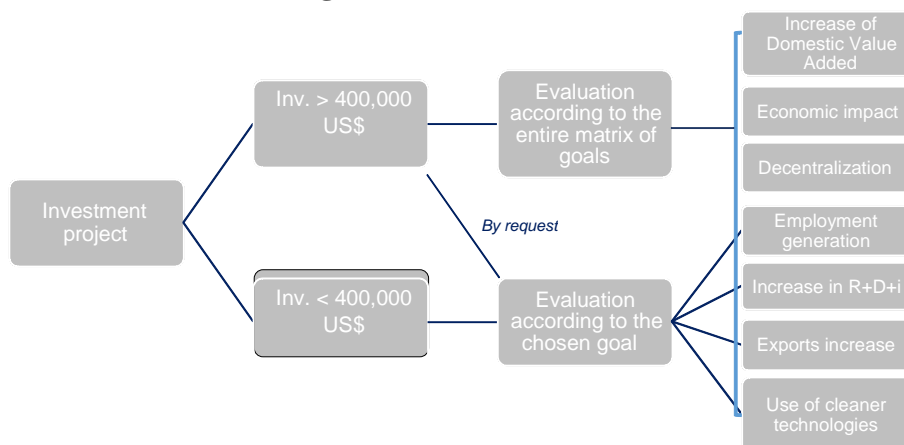 Investment
project
Inv. > 400,000
US$
Inv. < 400,000
US$
By request
Evaluation
according to the
entire matrix of
goals
Evaluation
according to the
chosen goal
Increase of
Domestic Value
Added
Economic impact
Decentralization
Employment
generation
Increase in R+D+i
Exports increase
Use of cleaner
technologies